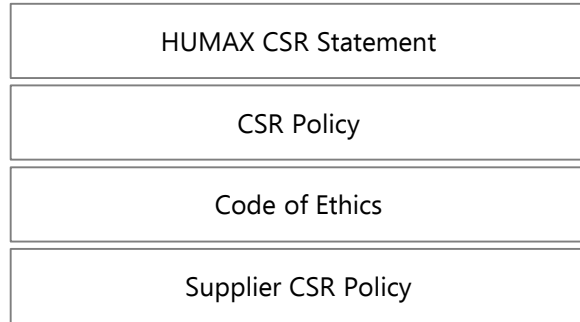 HUMAX CSR Statement
CSR Policy
Code of Ethics
Supplier CSR Policy